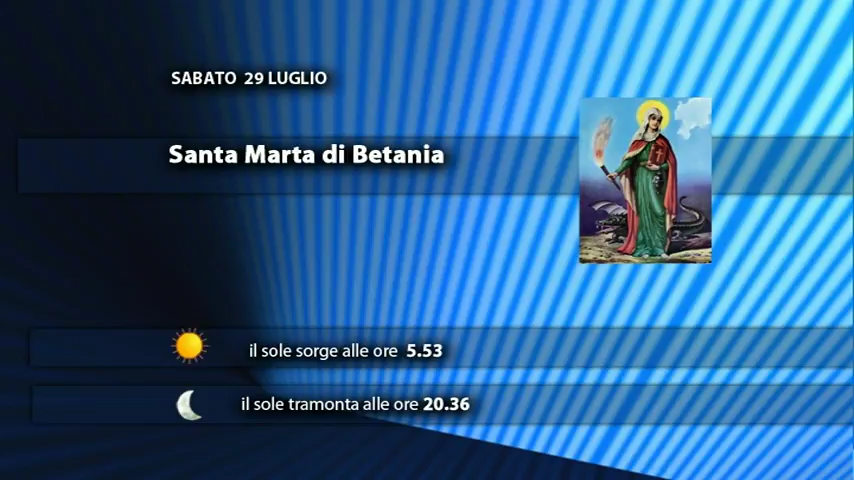 SABATO 29 LUGLIO
Santa Marta di Betania
il sole sorge alle ore 5.53
il sole tramonta alle ore 20.36